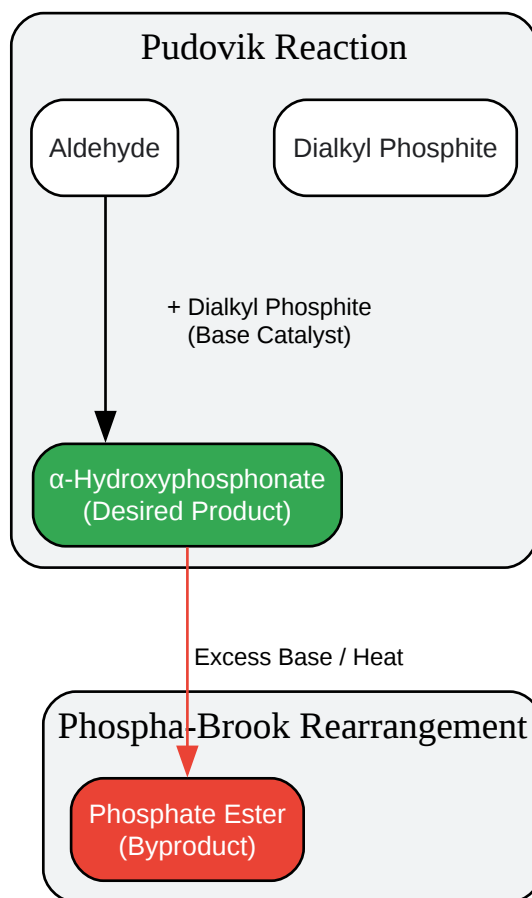 Pudovik Reaction
Aldehyde
Dialkyl Phosphite
+ Dialkyl Phosphite
(Base Catalyst)
α-Hydroxyphosphonate
(Desired Product)
Excess Base / Heat
Phospha-Brook Rearrangement
Phosphate Ester
(Byproduct)